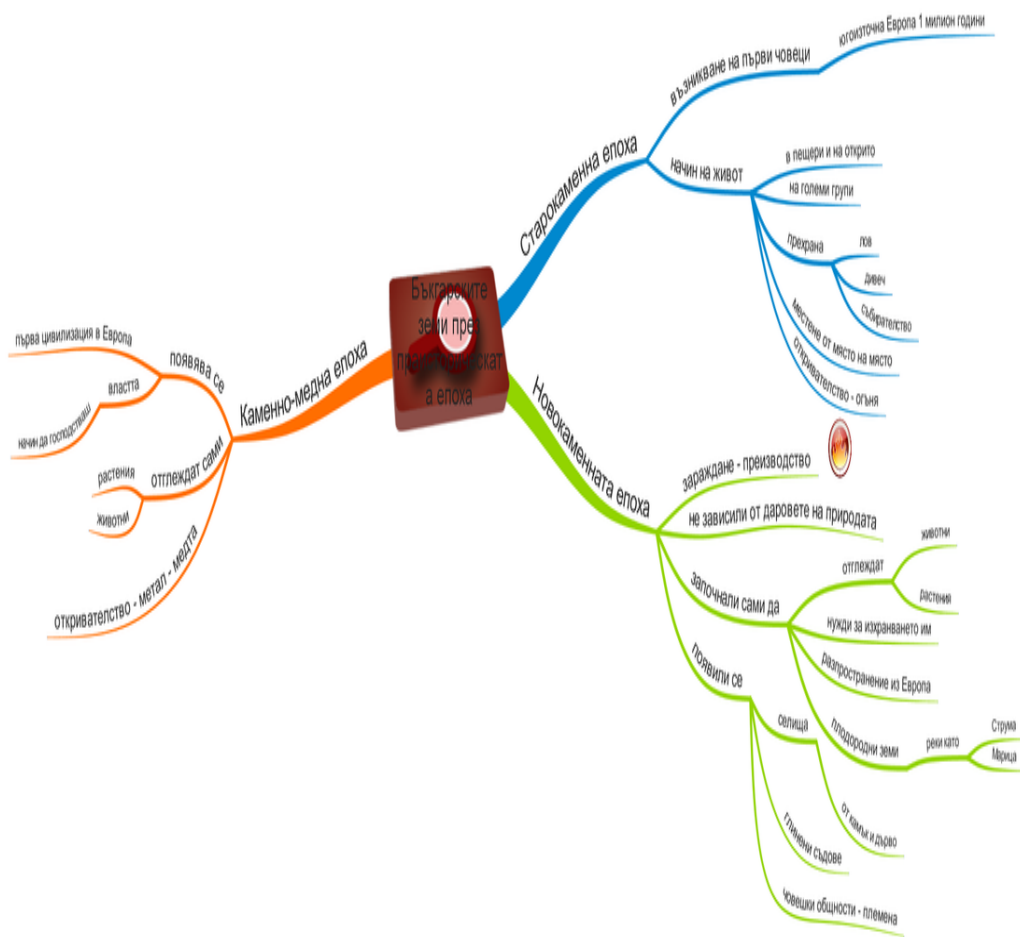 Бъкгарските
земи през
а епоха
Старокаменна епоха
възникване на първи човеци
югоизточна Европа 1 милион години
начин на живот
в пещери и на открито
на големи групи
прехрана
лов
дивеч
събирателство
местене от място на място
откривателство - огъня
Новокаменната епоха
зараждане - преизводство
не зависили от даровете на природата
започнали сами да
отглеждат
животни
растения
нужди за изхранването им
разпространение из Европа
плодородни земи
реки като
Струма
Марица
появили се
селища
от камък и дърво
глинени съдове
човешки общности - племена
Каменно-медна епоха
появява се
първа цивилизация в Европа
властта
начин да господстваш
отглеждат сами
растения
животни
откривателство - метал - медта